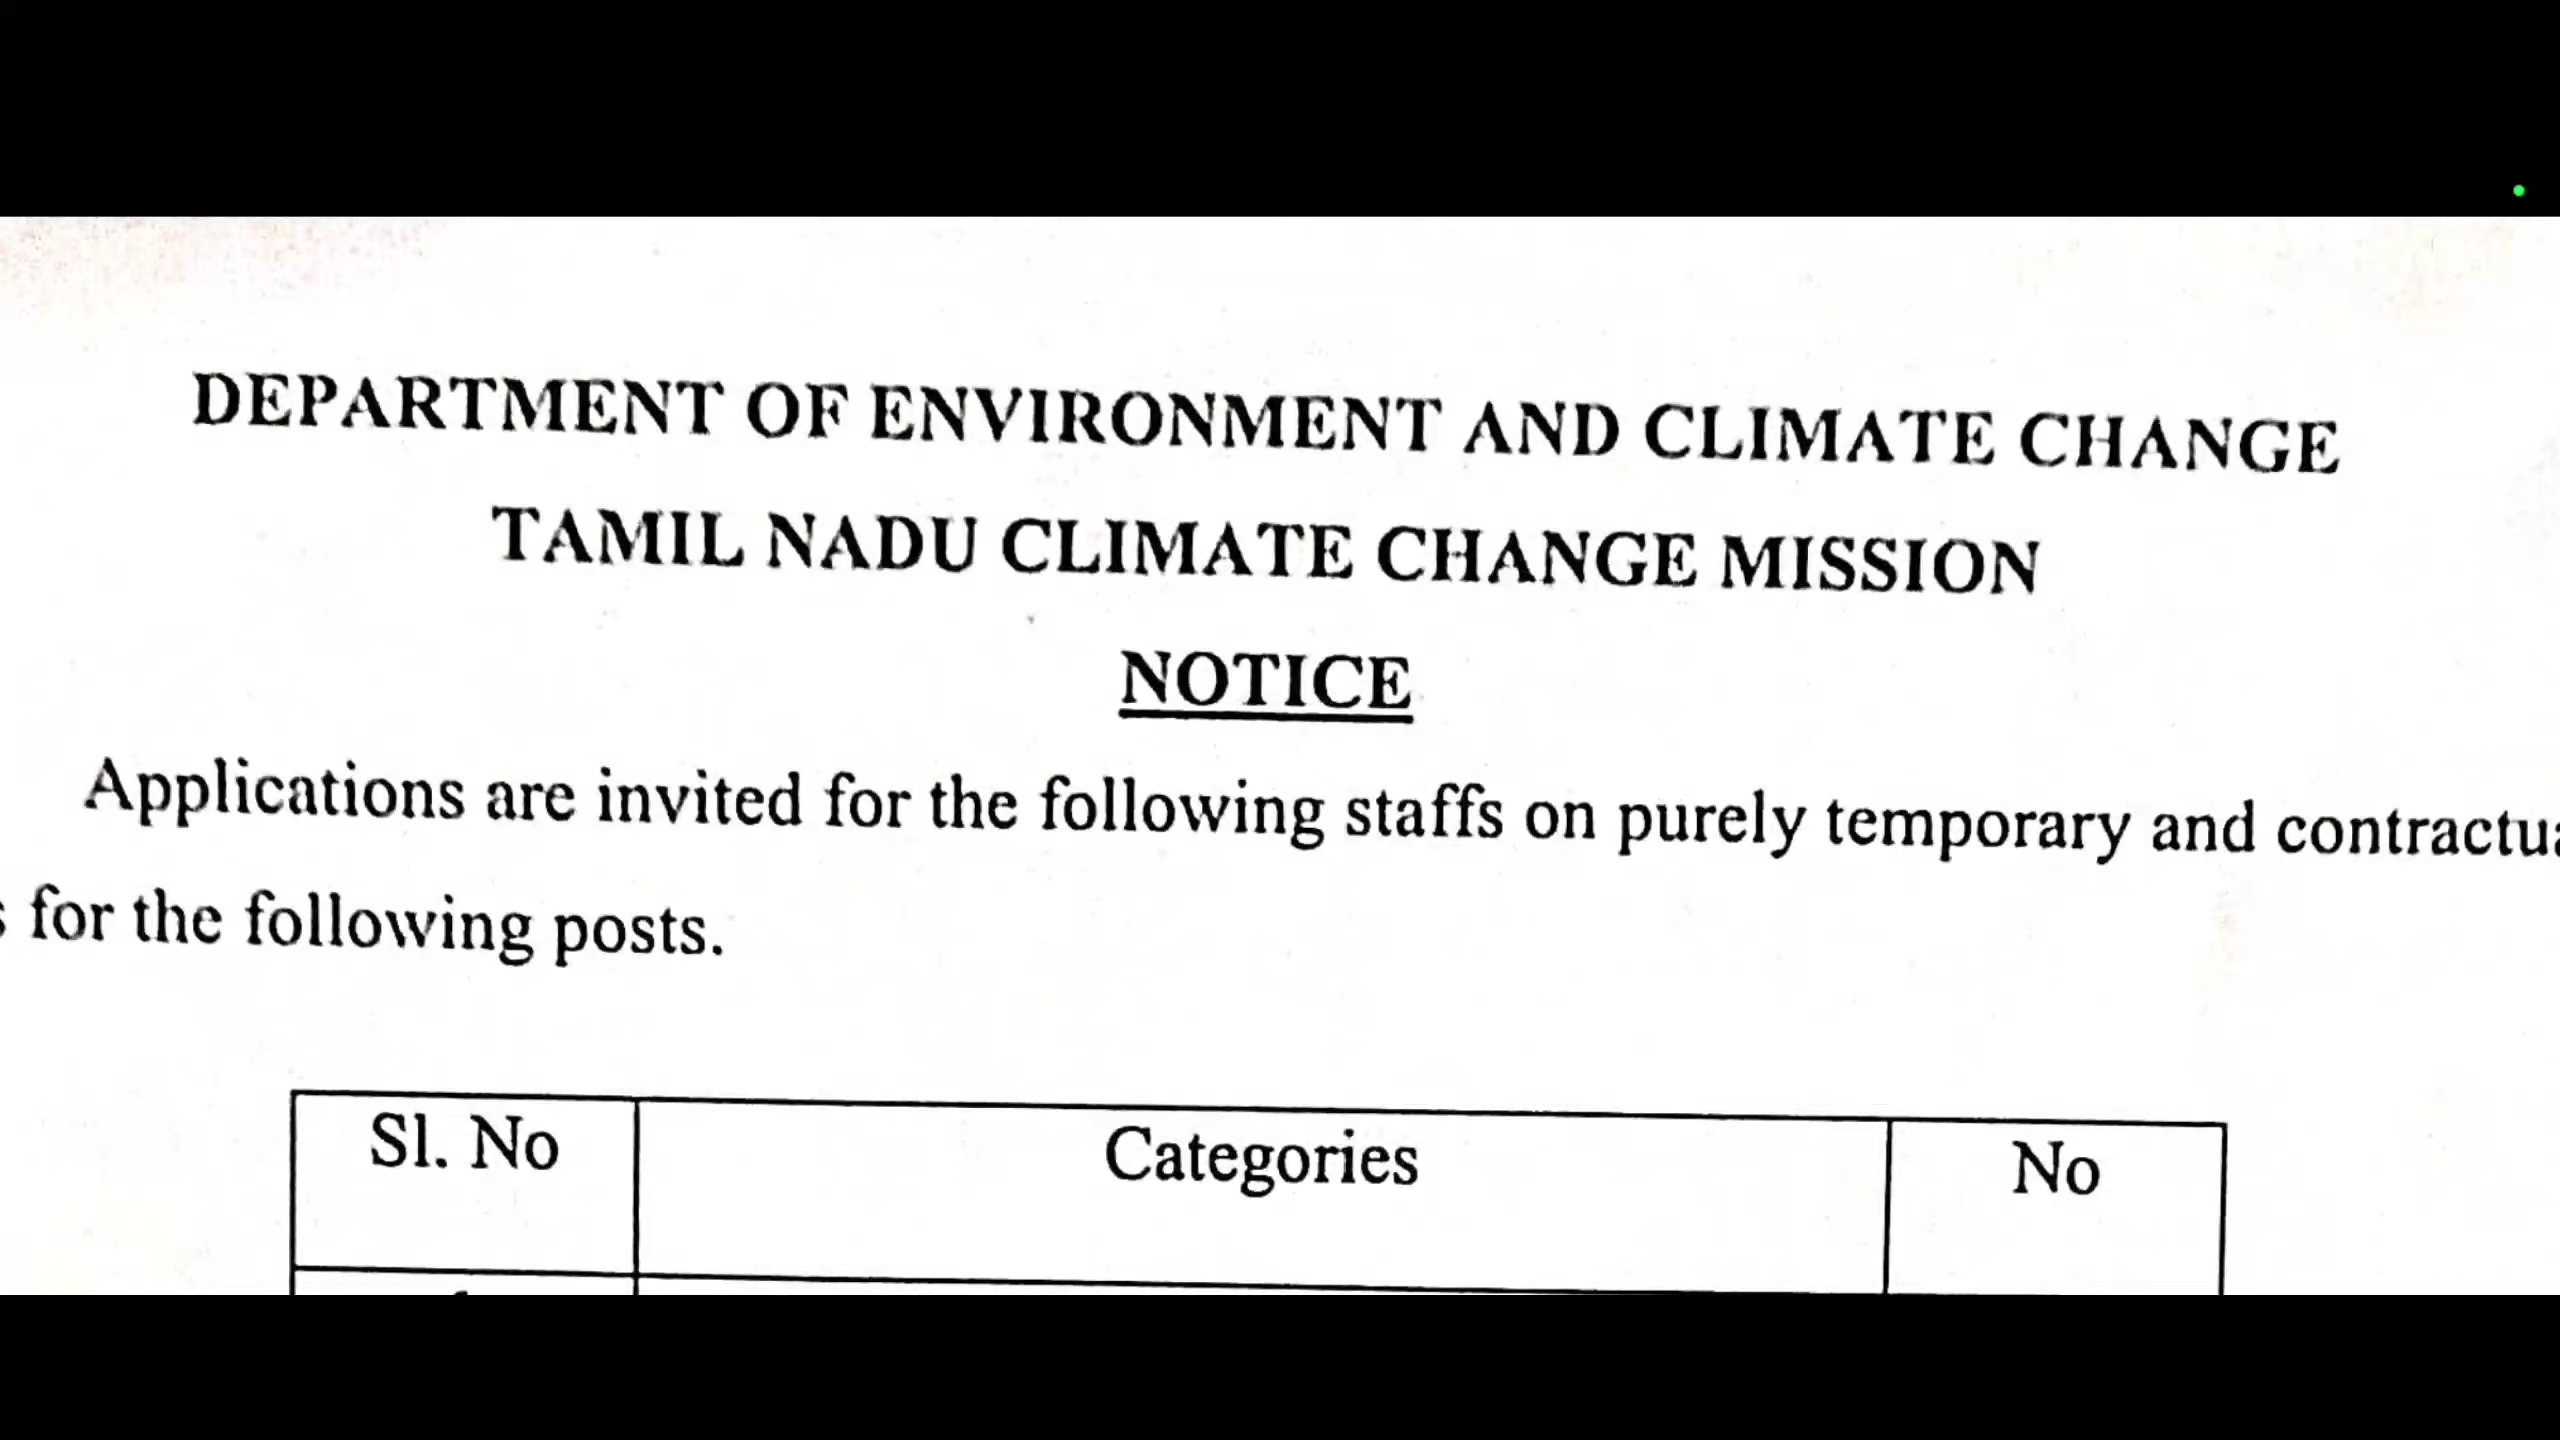 DEPARTMENT OF ENVIRONMENT AND CLIMATE CHANGE
TAMIL NADU CLIMATE CHANGE MISSION
NOTICE
Applications are invited for the following staffs on purely temporary and
for the following posts.
Sl. No Categories No